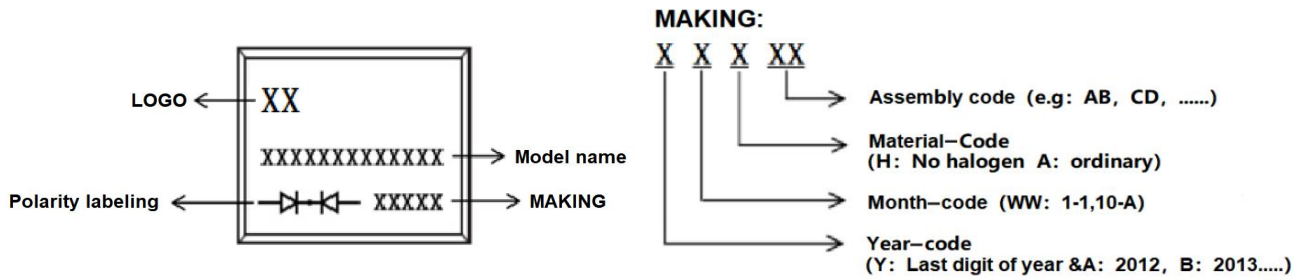 MAKING:
X X X XX
LOGO
XX
Assembly code (e.g: AB, CD, ......)
XXXXXXXXXXXXX
Model name
Material-Code
(H: No halogen A: ordinary)
Polarity labeling
XXXXX
MAKING
Month-code (WW: 1-1,10-A)
Year-code
(Y: Last digit of year &A: 2012, B: 2013.....)